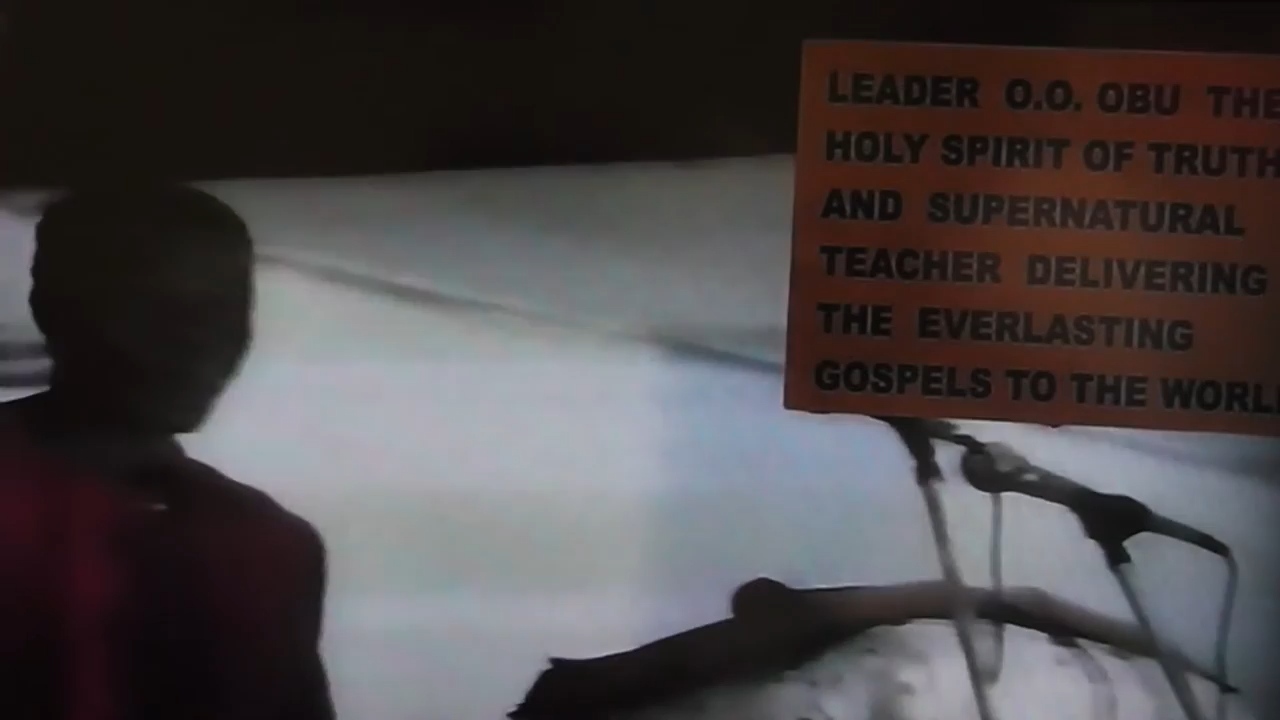 LEADER O.O. OBU THE
HOLY SPIRIT OF TRUTH
AND SUPERNATURAL
TEACHER DELIVERING
THE EVERLASTING
GOSPELS TO THE WORL